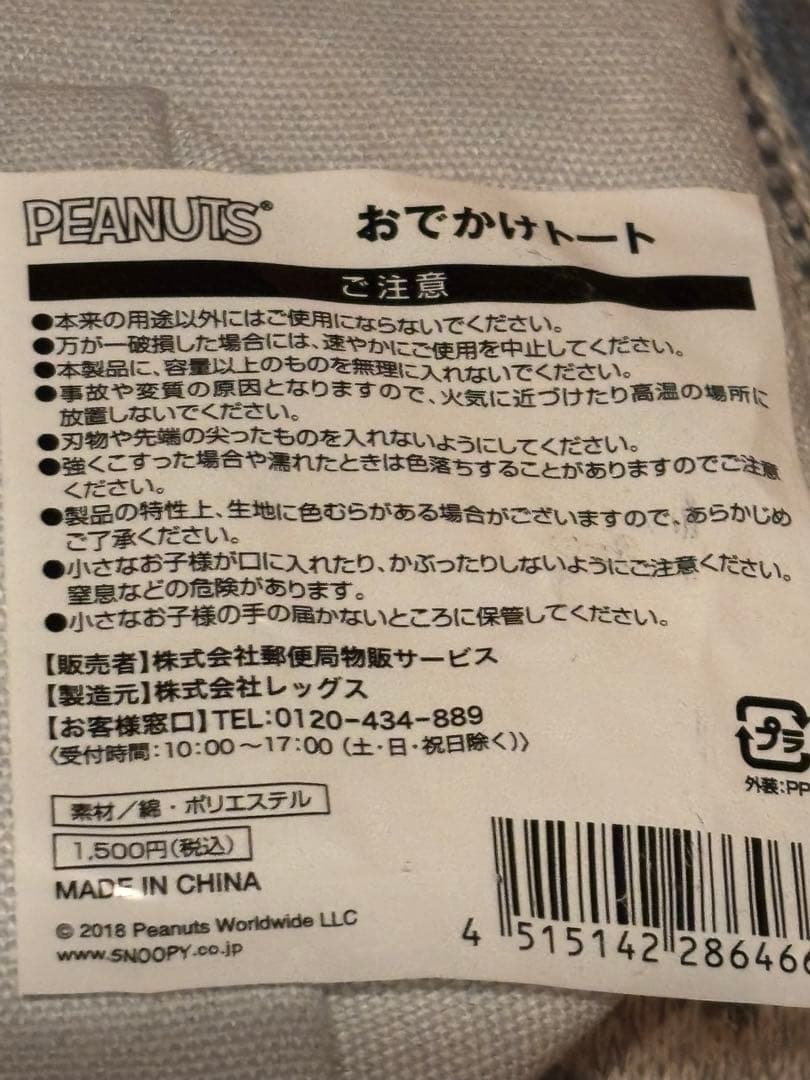 PEANUTS® おでかけトート
ご注意
●本来の用途以外にはご使用にならないでください。
●万が一破損した場合には、速やかにご使用を中止してください。
●本製品に、容量以上のものを無理に入れないでください。
●事故や変質の原因となりますので、火気に近づけたり高温の場所に
放置しないでください。
●刃物や先端の尖ったものを入れないようにしてください。
●強くこすった場合や濡れたときは色落ちすることがありますのでご注意
ください。
●製品の特性上、生地に色むらがある場合がございますので、あらかじめ
ご了承ください。
●小さなお子様が口に入れたり、かぶったりしないようにご注意ください。
窒息などの危険があります。
●小さなお子様の手の届かないところに保管してください。
【販売者】株式会社郵便局物販サービス
【製造元】株式会社レッグス
【お客様窓口】TEL:0120-434-889
〈受付時間:10:00~17:00 (土・日・祝日除く)〉
プラ
外装:PP
素材/綿・ポリエステル
1,500円(税込)
MADE IN CHINA
© 2018 Peanuts Worldwide LLC
www.SNOOPY.co.jp
4 515142 286466